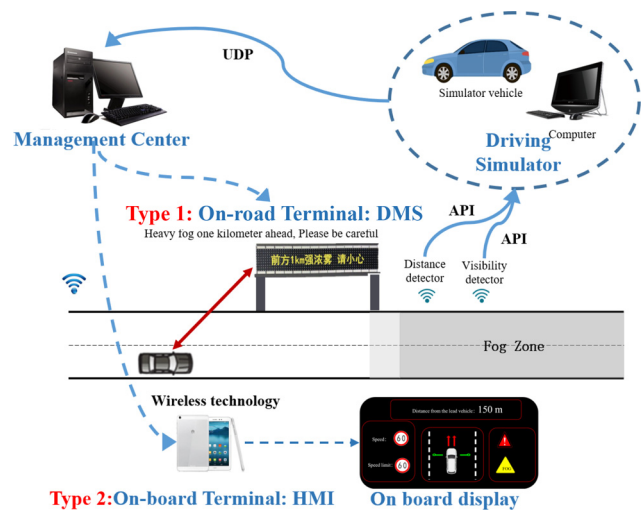 UDP
Simulator vehicle
Computer
Management Center
Driving
Simulator
Type 1: On-road Terminal: DMS
Heavy fog one kilometer ahead, Please be careful
前方1km强浓雾 请小心
API
API
Distance
detector
Visibility
detector
Fog Zone
Wireless technology
Distance from the lead vehicle: 150 m
Speed:
60
Speed limit:
60
FOG
Type 2:On-board Terminal: HMI
On board display